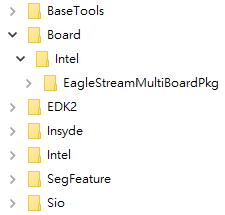 BaseTools
Board
Intel
EagleStreamMultiBoardPkg
EDK2
Insyde
Intel
SegFeature
Sio